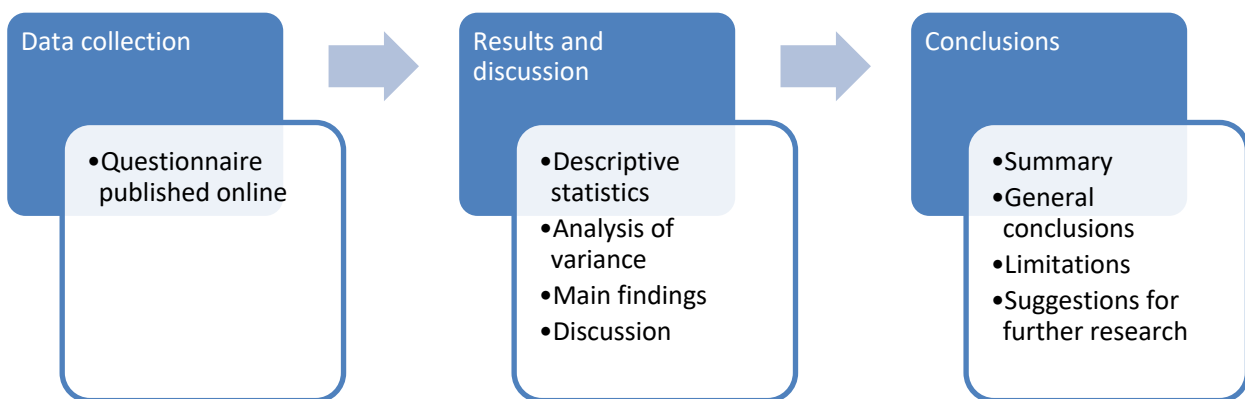 Data collection
•Questionnaire
published online
Results and
discussion
•Descriptive
statistics
•Analysis of
variance
•Main findings
•Discussion
Conclusions
•Summary
•General
conclusions
•Limitations
•Suggestions for
further research